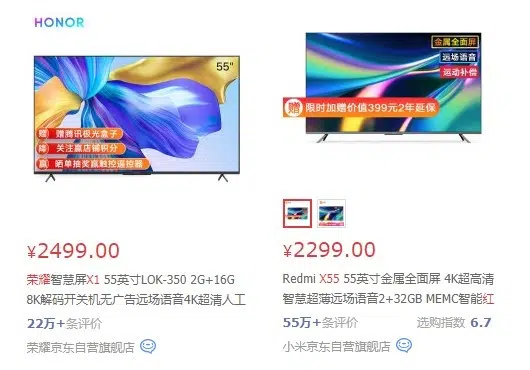 HONOR
55"
赠 赠腾讯极光盒子
降 关注赢店铺积分
赢 晒单抽奖赢触控遥控器
¥2499.00
荣耀智慧屏X1 55英寸LOK-350 2G+16G
8K解码开关机无广告远场语音4K超清人工
22万+条评价
荣耀京东自营旗舰店
金属全面屏
远场语音
运动补偿
赠 限时加赠价值399元2年延保
¥2299.00
Redmi X55 55英寸金属全面屏 4K超高清
智慧超薄远场语音2+32GB MEMC智能红
55万+条评价 选购指数 6.7
小米京东自营旗舰店